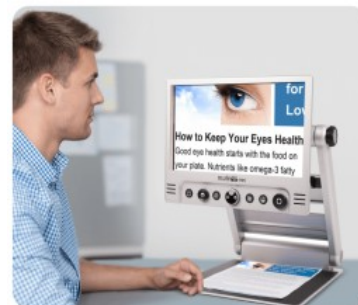 for
Lov
How to Keep Your Eyes Health
Good eye health starts with the food on
your plate. Nutrients like omega-3 fatty